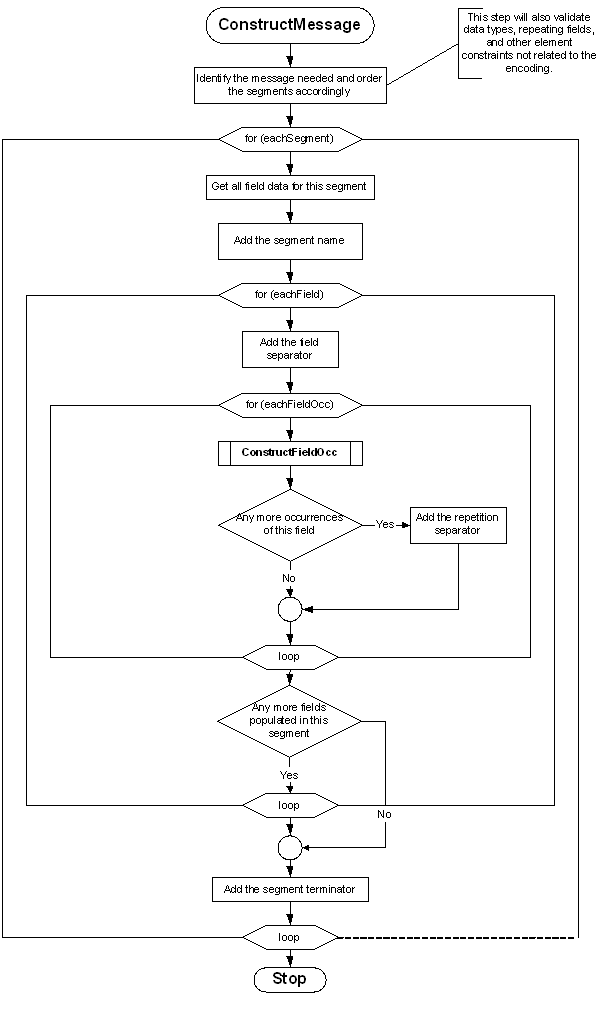 ConstructMessage
This step will also validate
data types, repeating fields,
and other element
constraints not related to the
encoding.
Identify the message needed and order
the segments accordingly
for (eachSegment)
Get all field data for this segment
Add the segment name
for (eachField)
Add the field
separator
for (eachFieldOcc)
ConstructFieldOcc
Any more occurrences
of this field
Yes
Add the repetition
separator
No
loop
Any more fields
populated in this
segment
Yes
loop
No
Add the segment terminator
loop
Stop